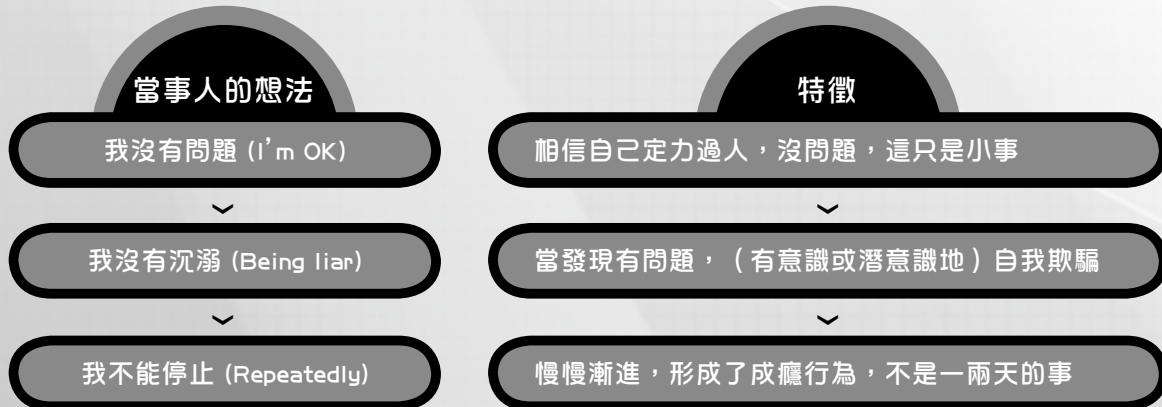 當事人的想法
我沒有問題 (I'm OK)
我沒有沉溺 (Being liar)
我不能停止 (Repeatedly)
特徵
相信自己定力過人，沒問題，這只是小事
當發現有問題，（有意識或潛意識地）自我欺騙
慢慢漸進，形成了成癮行為，不是一兩天的事